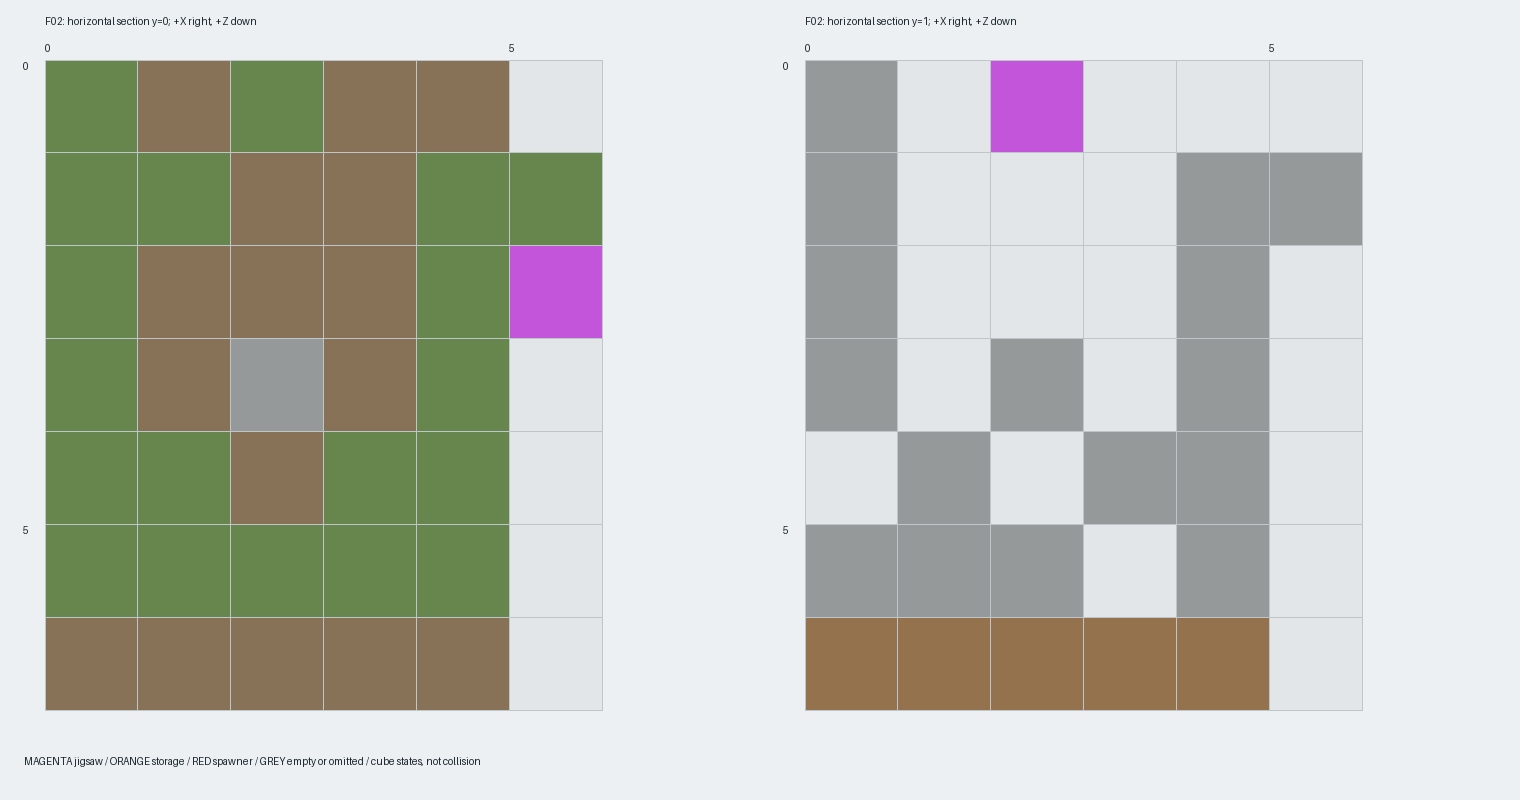 F02: horizontal section y=0; +X right, +Z down
F02: horizontal section y=1; +X right, +Z down
0 5
0 5
0
0
5
5
MAGENTA jigsaw / ORANGE storage / RED spawner / GREY empty or omitted / cube states, not collision